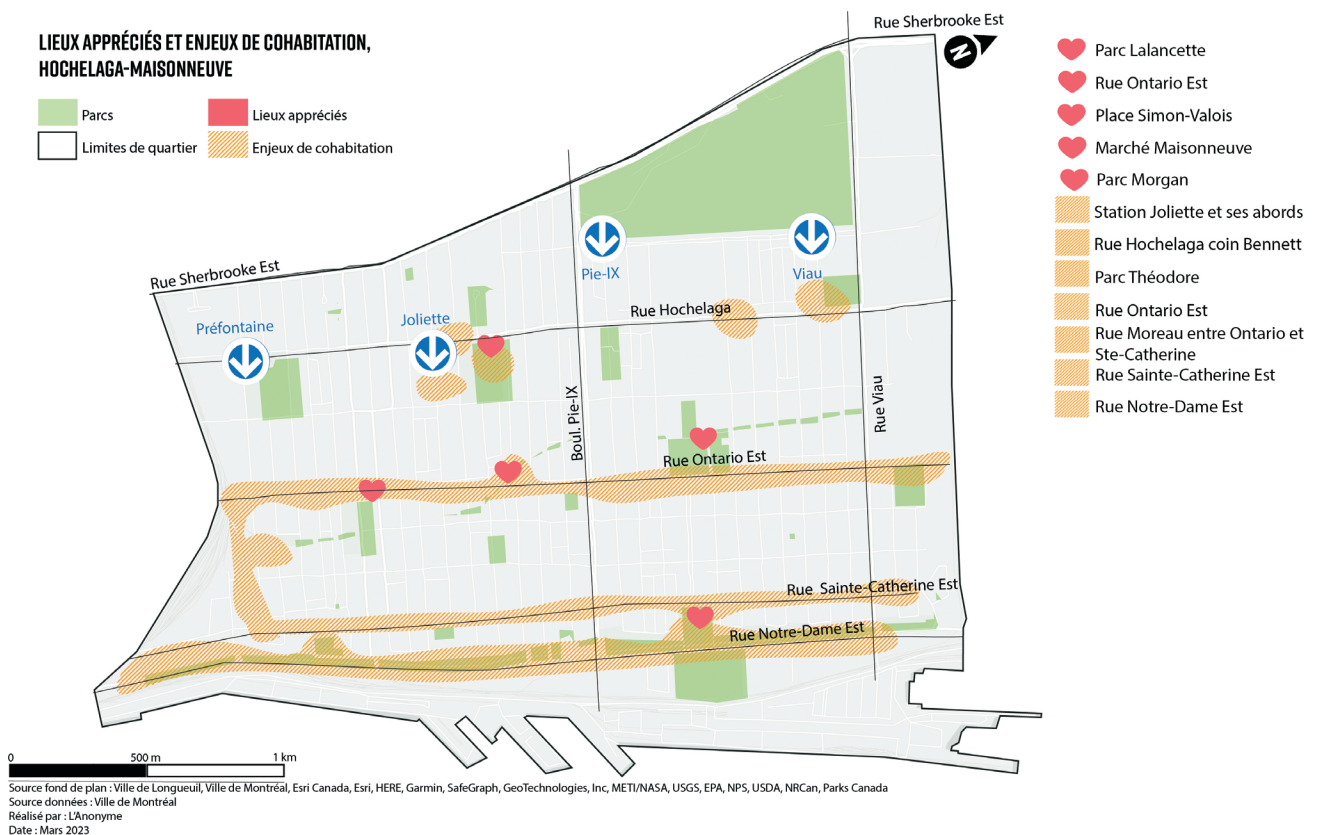 LIEUX APPRÉCIÉS ET ENJEUX DE COHABITATION,
HOCHELAGA-MAISONNEUVE
Parcs
Lieux appréciés
Limites de quartier
Enjeux de cohabitation
Rue Sherbrooke Est
N
Parc Lalancette
Rue Ontario Est
Place Simon-Valois
Marché Maisonneuve
Parc Morgan
Station Joliette et ses abords
Rue Hochelaga coin Bennett
Parc Théodore
Rue Ontario Est
Rue Moreau entre Ontario et
Ste-Catherine
Rue Sainte-Catherine Est
Rue Notre-Dame Est
Rue Sherbrooke Est
Pie-IX
Viau
Préfontaine
Joliette
Rue Hochelaga
Boul. Pie-IX
Rue Viau
Rue Ontario Est
Rue Sainte-Catherine Est
Rue Notre-Dame Est
0 500 m 1 km
Source fond de plan : Ville de Longueuil, Ville de Montréal, Esri Canada, Esri, HERE, Garmin, SafeGraph, GeoTechnologies, Inc, METI/NASA, USGS, EPA, NPS, USDA, NRCan, Parks Canada
Source données : Ville de Montréal
Réalisé par : L'Anonyme
Date : Mars 2023